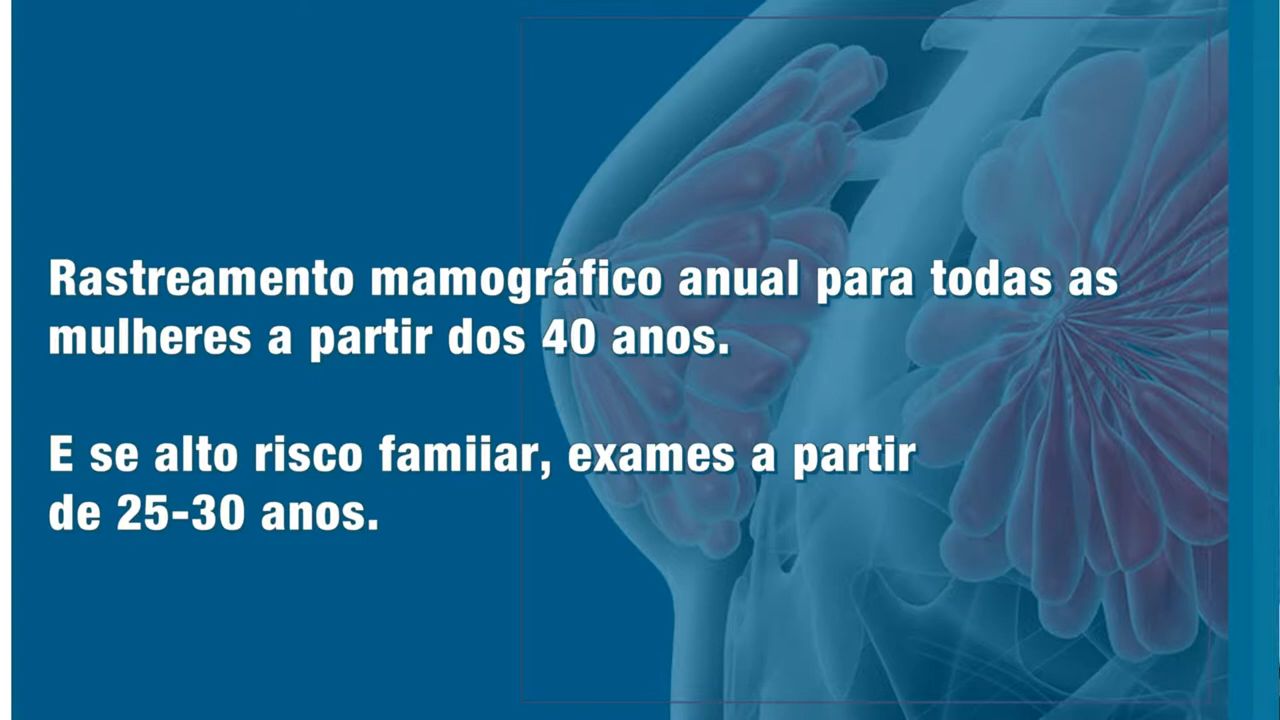 Rastreamento mamográfico anual para todas as
mulheres a partir dos 40 anos.
E se alto risco famiiar, exames a partir
de 25-30 anos.